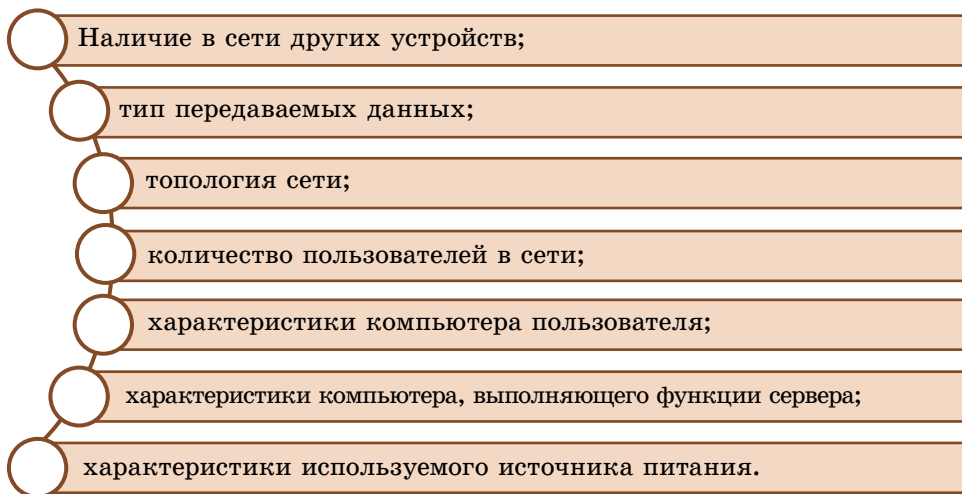 Наличие в сети других устройств;
тип передаваемых данных;
топология сети;
количество пользователей в сети;
характеристики компьютера пользователя;
характеристики компьютера, выполняющего функции сервера;
характеристики используемого источника питания.